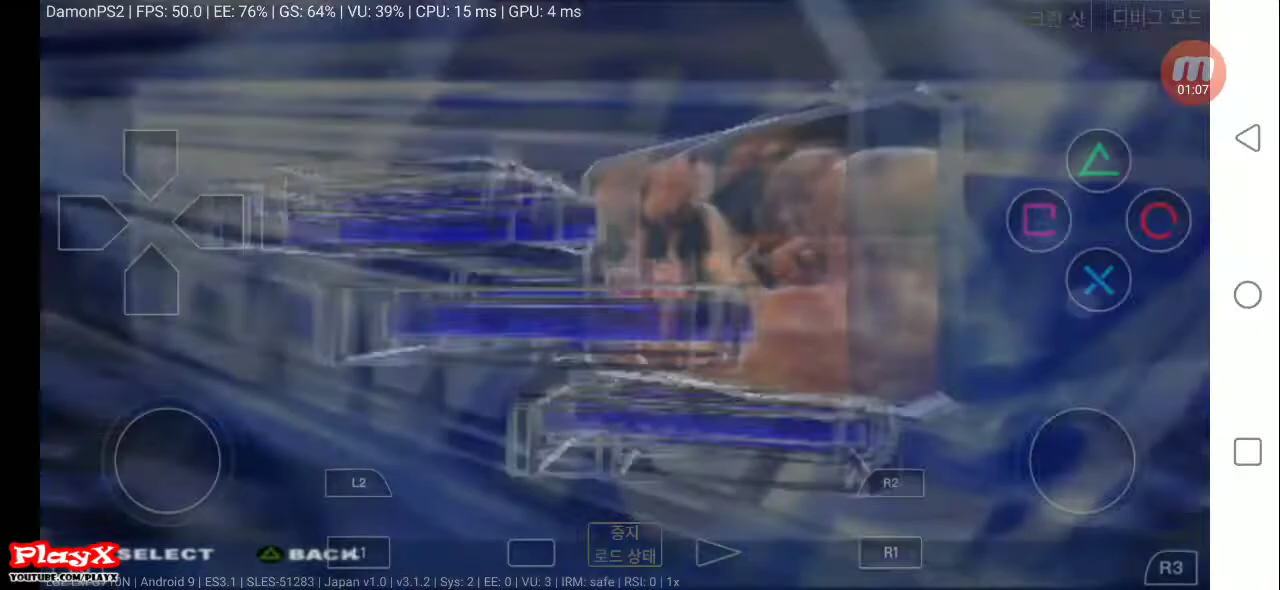 DamonPS2 | FPS: 50.0 | EE: 76% | GS: 64% | VU: 39% | CPU: 15 ms | GPU: 4 ms
크린 샷
디버그 모드
01:07
L2
R2
증지
로드 상태
PlayX
YOUTUBE.COM/PLAYX
SELECT
BACK
L1
R1
R3
| Android 9 | ES3.1 | SLES-51283 | Japan v1.0 | v3.1.2 | Sys: 2 | EE: 0 | VU: 3 | IRM: safe | RSI: 0 | 1x